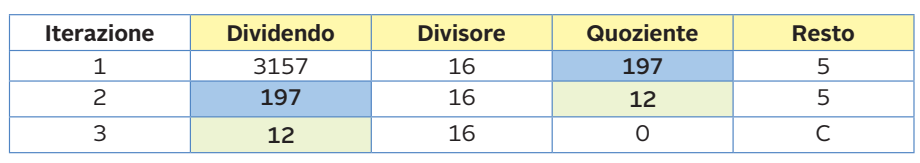 Iterazione Dividendo Divisore Quoziente Resto
1 3157 16 197 5
2 197 16 12 5
3 12 16 0 C